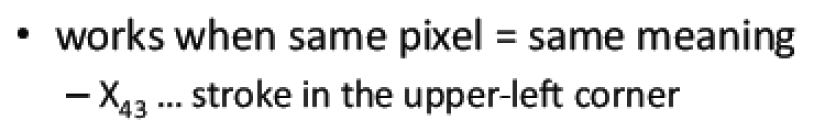 • works when same pixel = same meaning
– X₄₃ ... stroke in the upper-left corner